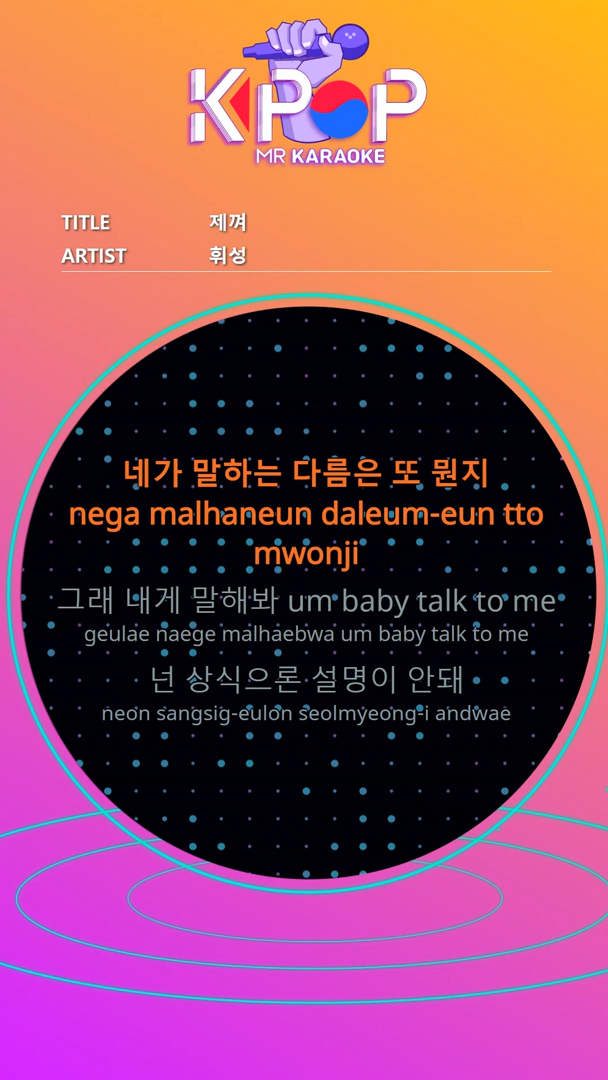 KPOP
MR KARAOKE
TITLE 제껴
ARTIST 휘성
네가 말하는 다름은 또 뭔지
nega malhaneun daleum-eun tto
mwonji
그래 내게 말해봐 um baby talk to me
geulae naege malhaebwa um baby talk to me
넌 상식으론 설명이 안돼
neon sangsig-eulon seolmyeong-i andwae